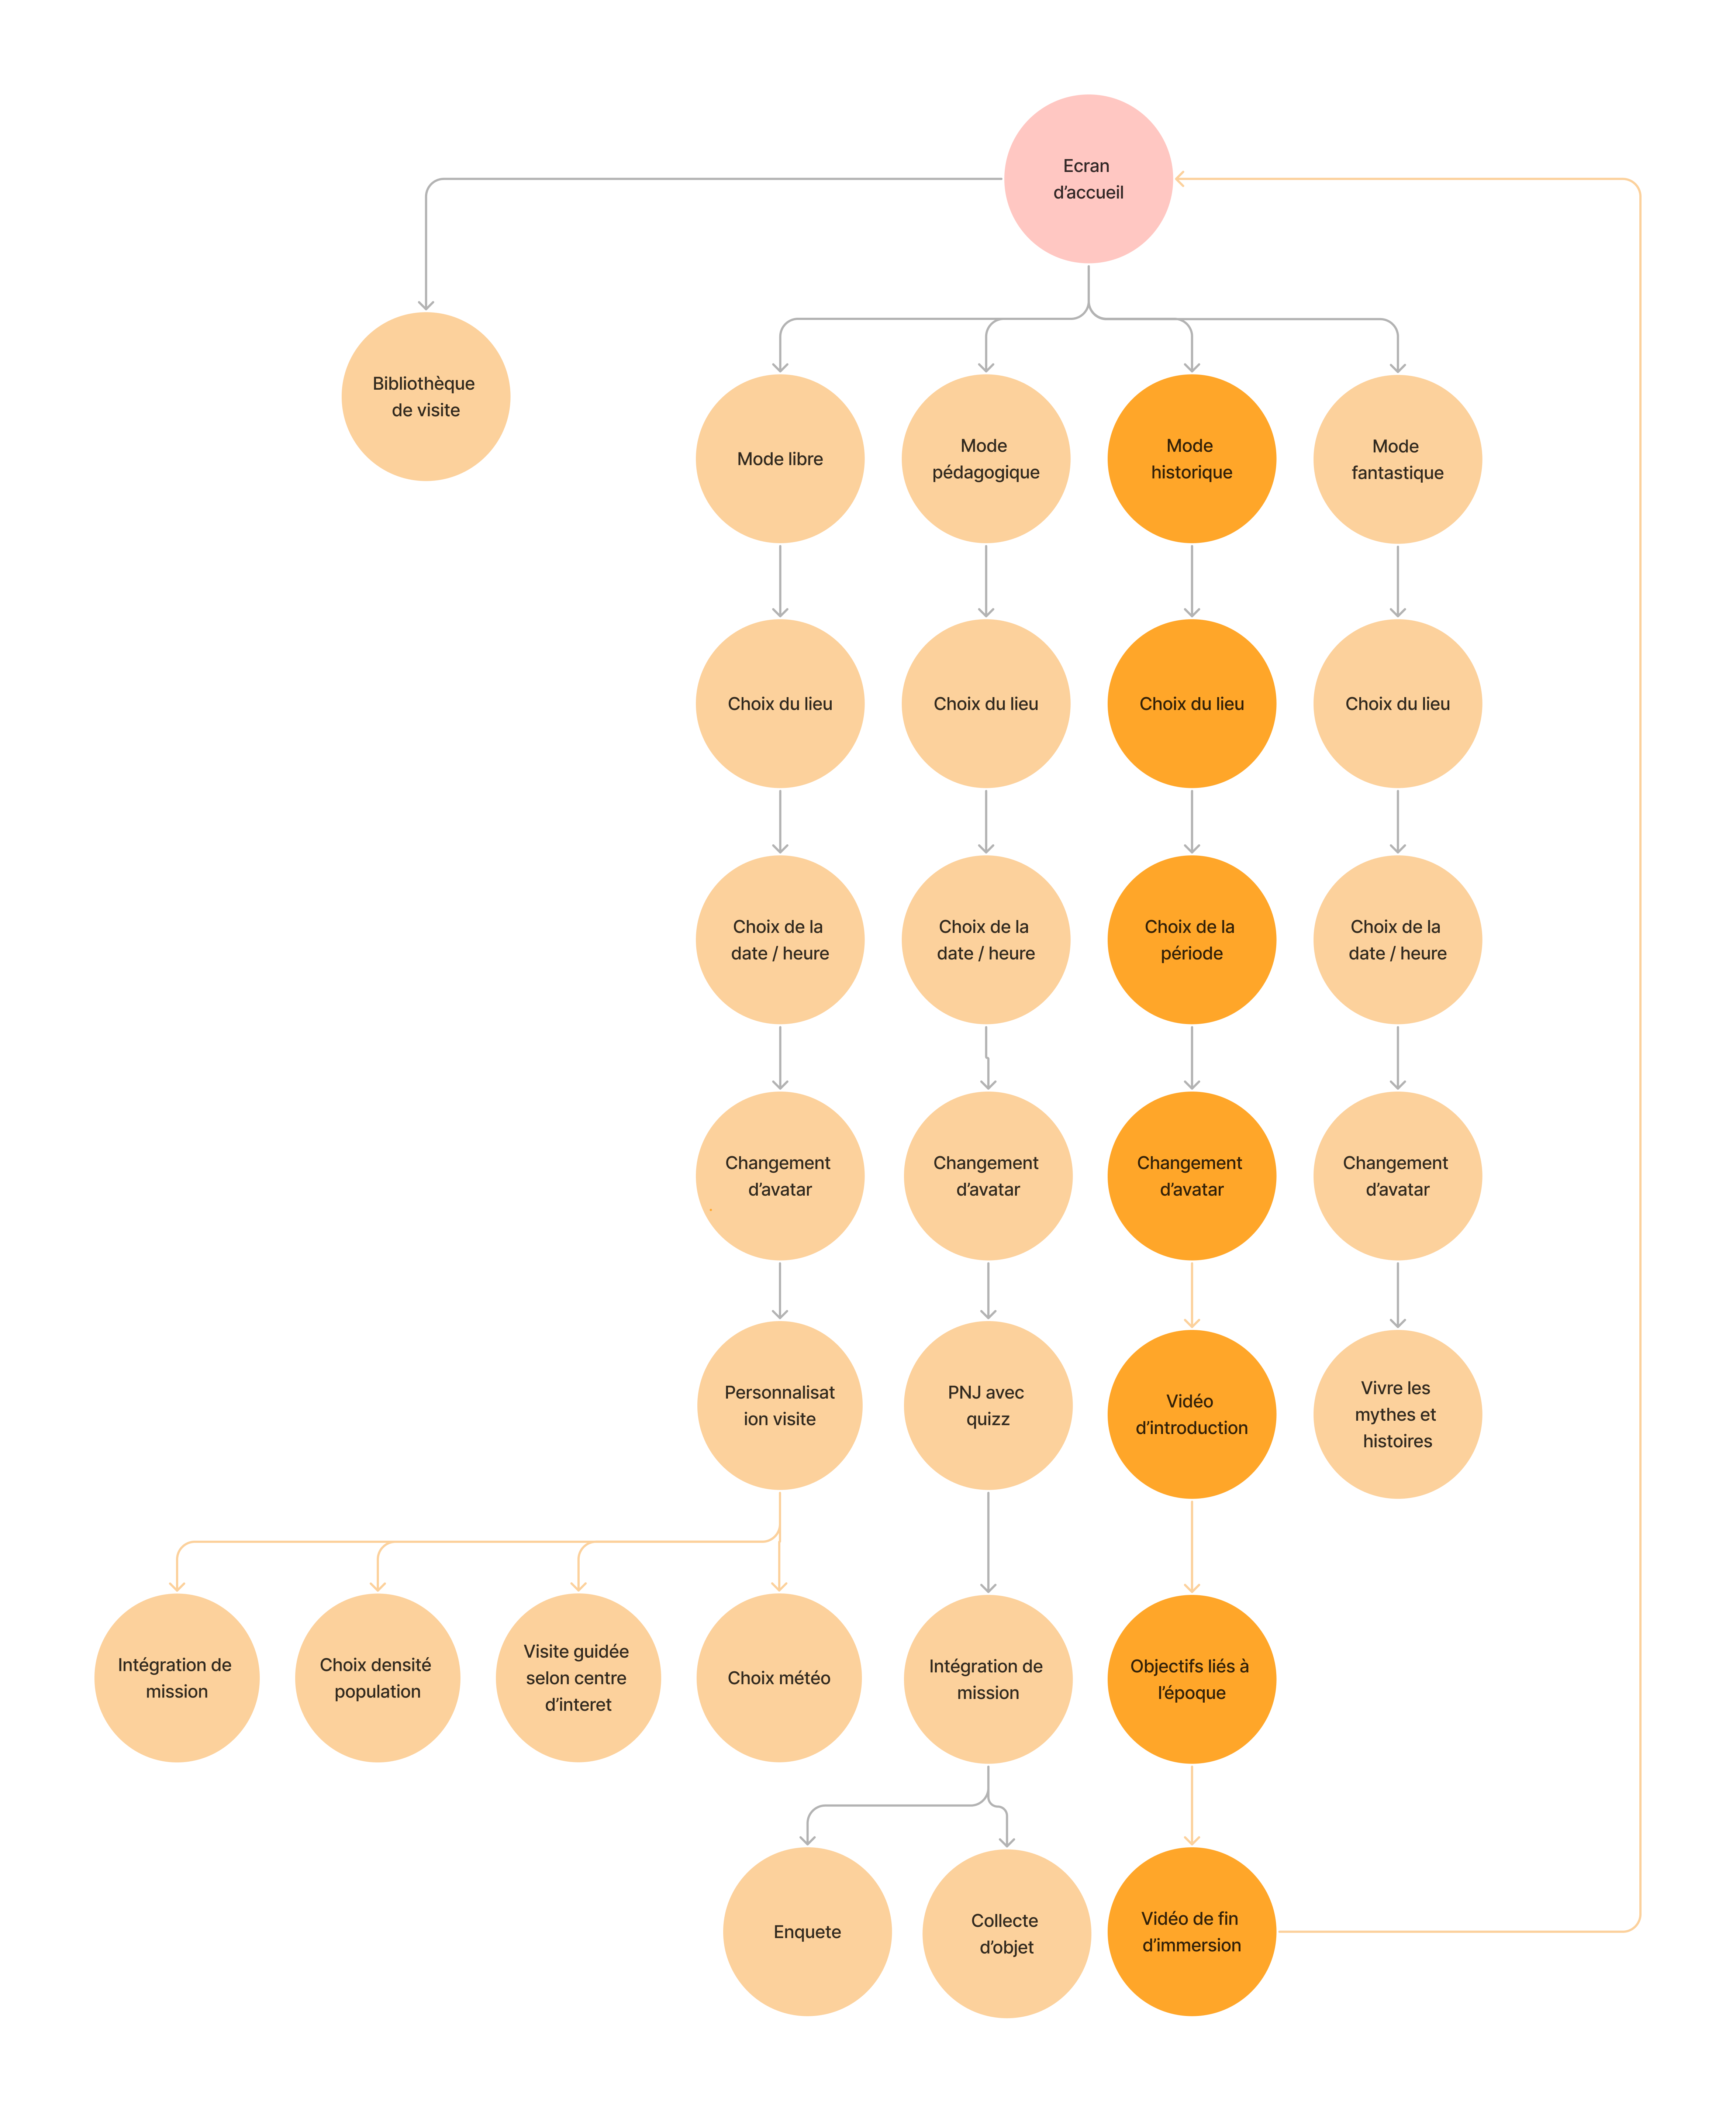 Ecran
d’accueil
Bibliothèque
de visite
Mode libre
Mode
pédagogique
Mode
historique
Mode
fantastique
Choix du lieu
Choix du lieu
Choix du lieu
Choix du lieu
Choix de la
date / heure
Choix de la
date / heure
Choix de la
période
Choix de la
date / heure
Changement
d’avatar
Changement
d’avatar
Changement
d’avatar
Changement
d’avatar
Personnalisat
ion visite
PNJ avec
quizz
Vidéo
d’introduction
Vivre les
mythes et
histoires
Intégration de
mission
Choix densité
population
Visite guidée
selon centre
d’interet
Choix météo
Intégration de
mission
Objectifs liés à
l’époque
Enquete
Collecte
d’objet
Vidéo de fin
d’immersion